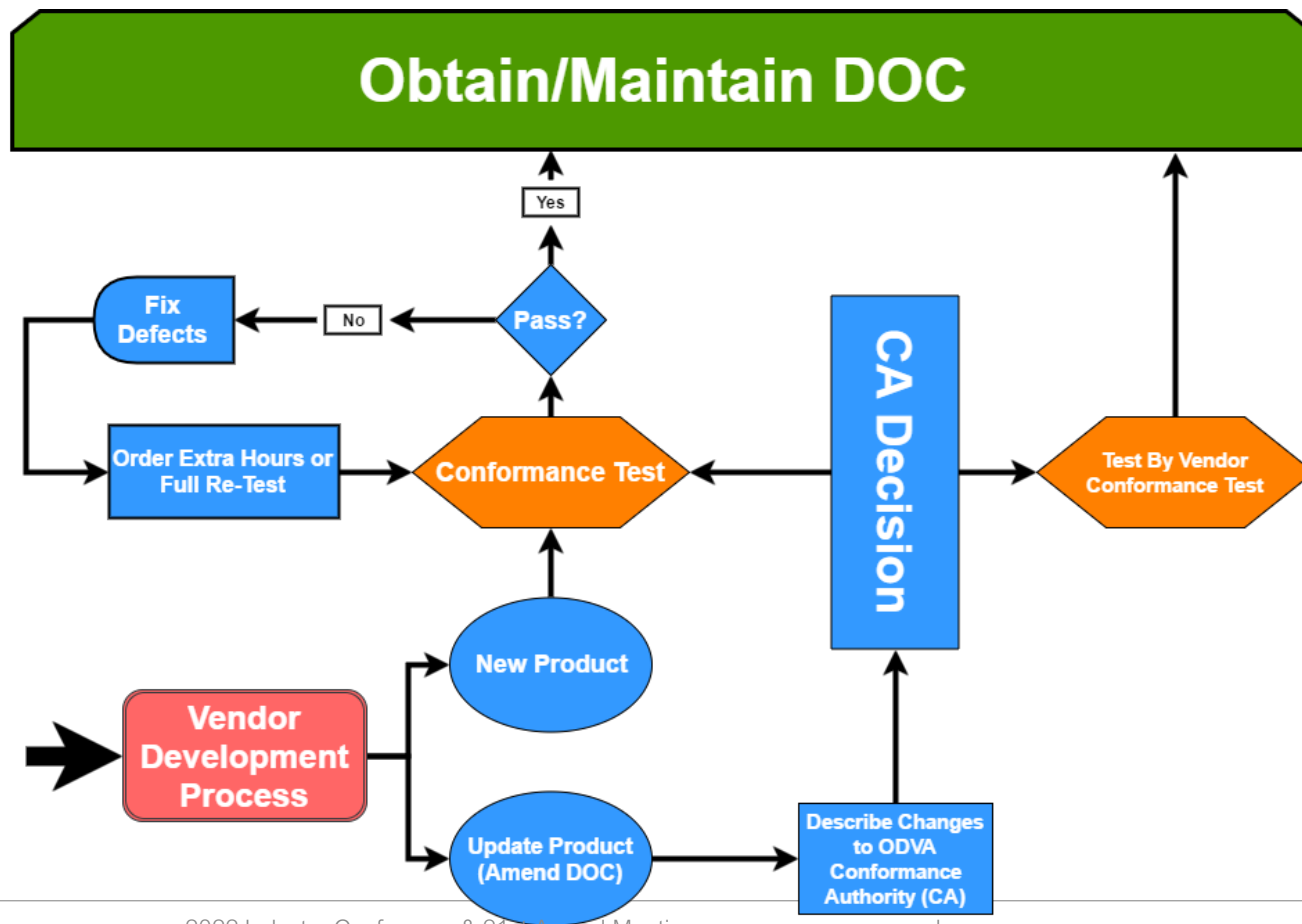 Obtain/Maintain DOC
Yes
Fix
Defects
No
Pass?
CA Decision
Order Extra Hours or
Full Re-Test
Conformance Test
Test By Vendor
Conformance Test
New Product
Vendor
Development
Process
Update Product
(Amend DOC)
Describe Changes
to ODVA
Conformance
Authority (CA)